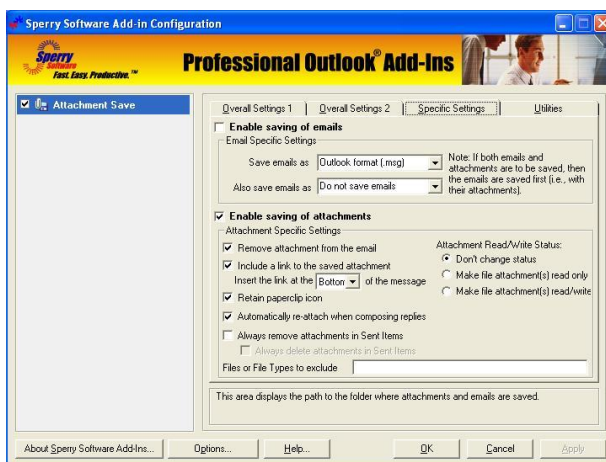 Sperry Software Add-in Configuration
Sperry Software
Fast. Easy. Productive.™
Professional Outlook® Add-Ins
Attachment Save
Overall Settings 1
Overall Settings 2
Specific Settings
Utilities
Enable saving of emails
Email Specific Settings
Save emails as
Outlook format (.msg)
Also save emails as
Do not save emails
Note: If both emails and
attachments are to be saved, then
the emails are saved first (i.e., with
their attachments).
Enable saving of attachments
Attachment Specific Settings
Remove attachment from the email
Include a link to the saved attachment
Insert the link at the Bottom of the message
Retain paperclip icon
Automatically re-attach when composing replies
Always remove attachments in Sent Items
Always delete attachments in Sent Items
Files or File Types to exclude
Attachment Read/Write Status:
Don't change status
Make file attachment(s) read only
Make file attachment(s) read/write
This area displays the path to the folder where attachments and emails are saved.
About Sperry Software Add-Ins...
Options...
Help...
OK
Cancel
Apply